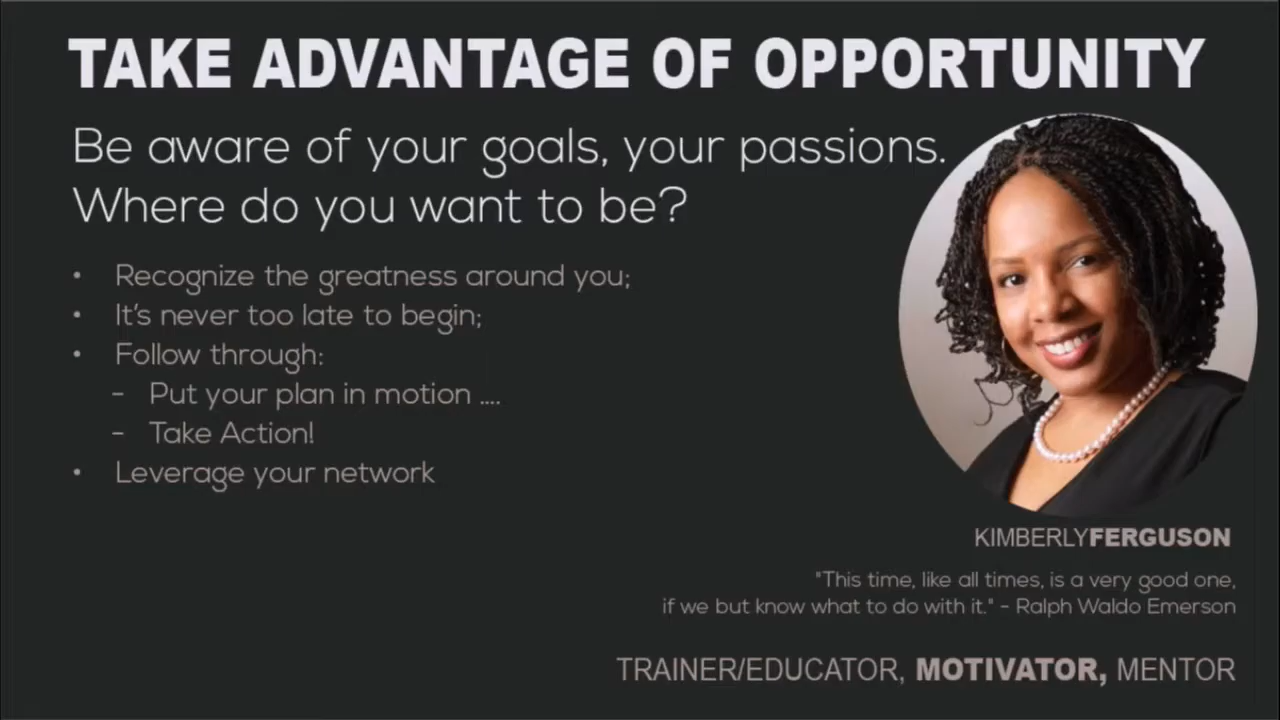 TAKE ADVANTAGE OF OPPORTUNITY
Be aware of your goals, your passions.
Where do you want to be?
• Recognize the greatness around you;
• It's never too late to begin;
• Follow through:
- Put your plan in motion ....
- Take Action!
• Leverage your network
KIMBERLYFERGUSON
"This time, like all times, is a very good one,
if we but know what to do with it." - Ralph Waldo Emerson
TRAINER/EDUCATOR, MOTIVATOR, MENTOR